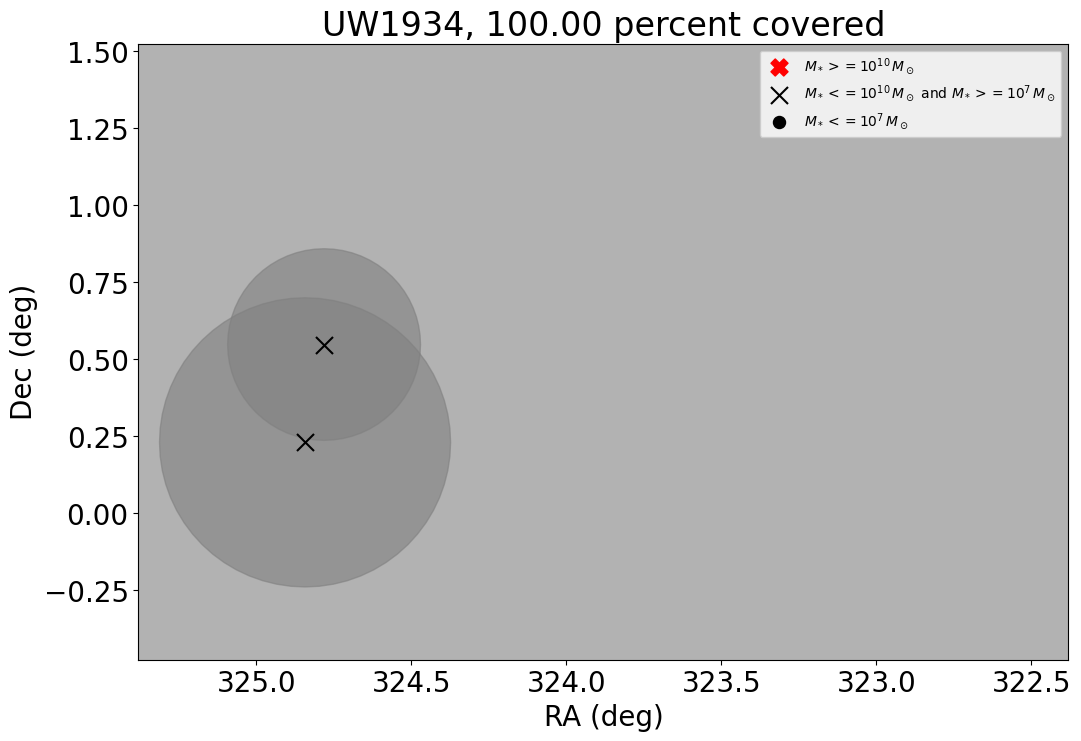 UW1934, 100.00 percent covered
M* >= 10^10 M⊙
M* <= 10^10 M⊙ and M* >= 10^7 M⊙
M* <= 10^7 M⊙
1.50
1.25
1.00
0.75
0.50
0.25
0.00
−0.25
Dec (deg)
325.0 324.5 324.0 323.5 323.0 322.5
RA (deg)